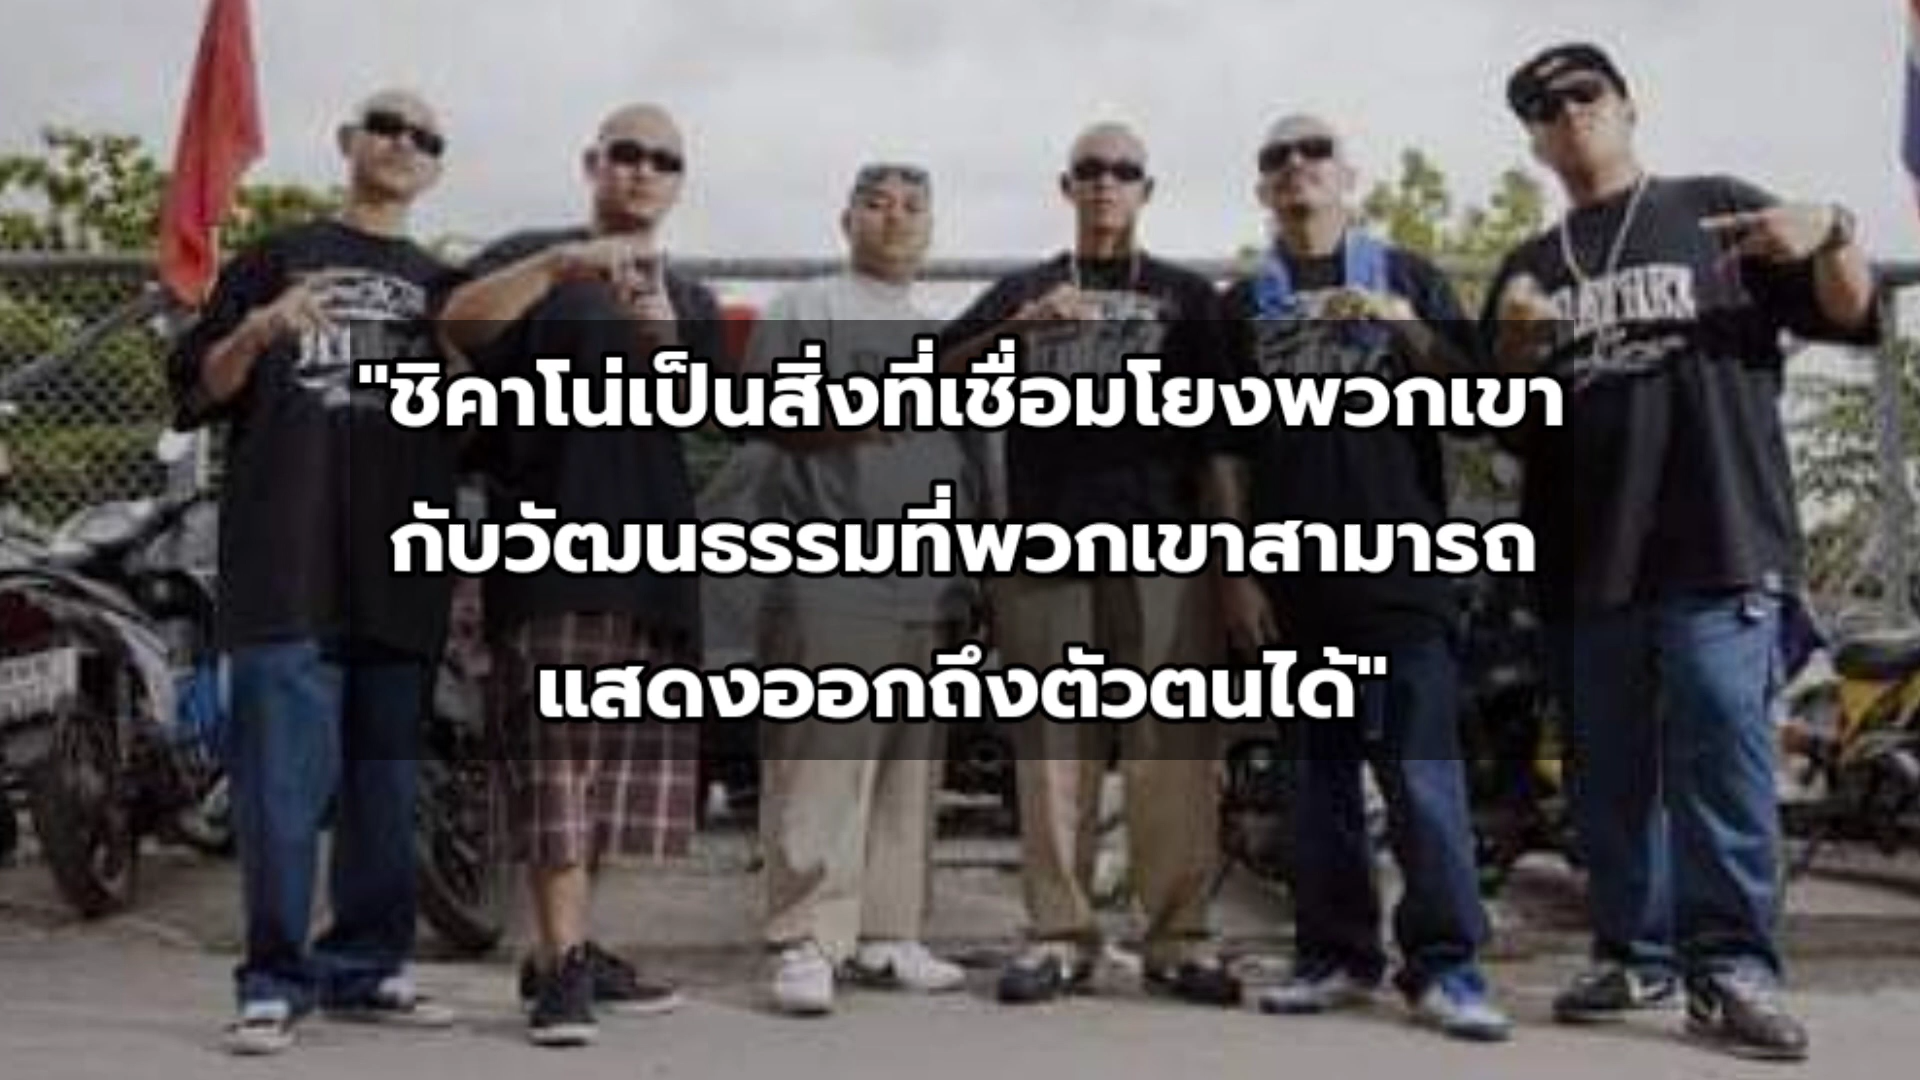 "ชิคาโน่เป็นสิ่งที่เชื่อมโยงพวกเขา
กับวัฒนธรรมที่พวกเขาสามารถ
แสดงออกถึงตัวตนได้"